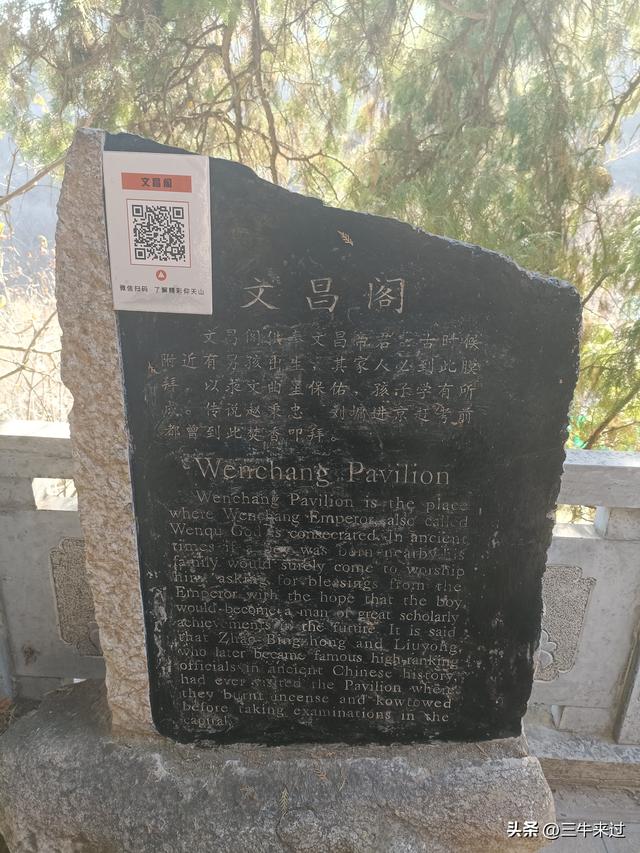 文昌阁
微信扫码 了解精彩仰天山
文昌阁
文昌阁供奉文昌帝君。古时候
附近有男孩出生，其家人必到此膜
拜，以求文曲星保佑，孩子学有所
成。传说赵秉忠、刘墉进京赶考前
都曾到此焚香叩拜。
Wenchang Pavilion
Wenchang Pavilion is the place
where Wenchang Emperor, also called
Wenqu God is consecrated. In ancient
times if a boy was born nearby his
family would surely come to worship
him, asking for blessings from the
Emperor with the hope that the boy
would become a man of great scholarly
achievements in the future. It is said
that Zhao Bingzhong and Liuyong,
who later became famous high-ranking
officials in ancient Chinese history,
had ever visited the Pavilion where
they burnt incense and kowtowed
before taking examinations in the
capital.
头条 @三牛来过